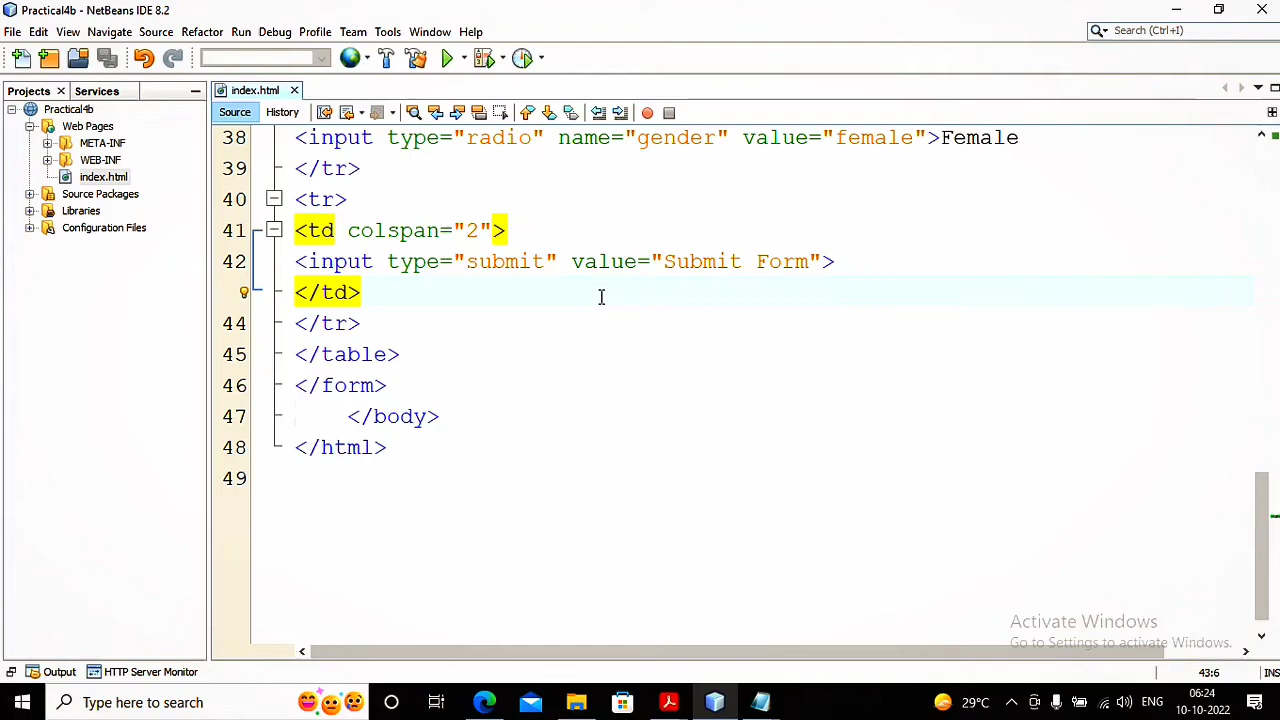 Practical4b - NetBeans IDE 8.2
File Edit View Navigate Source Refactor Run Debug Profile Team Tools Window Help
Search (Ctrl+I)
Projects Services
index.html
Practical4b
Web Pages
META-INF
WEB-INF
index.html
Source Packages
Libraries
Configuration Files
Source History
38 <input type="radio" name="gender" value="female">Female
39 </tr>
40 <tr>
41 <td colspan="2">
42 <input type="submit" value="Submit Form">
</td>
44 </tr>
45 </table>
46 </form>
47 </body>
48 </html>
49
Activate Windows
Go to Settings to activate Windows.
Output HTTP Server Monitor
43:6 INS
Type here to search
29°C ENG
06:24
10-10-2022